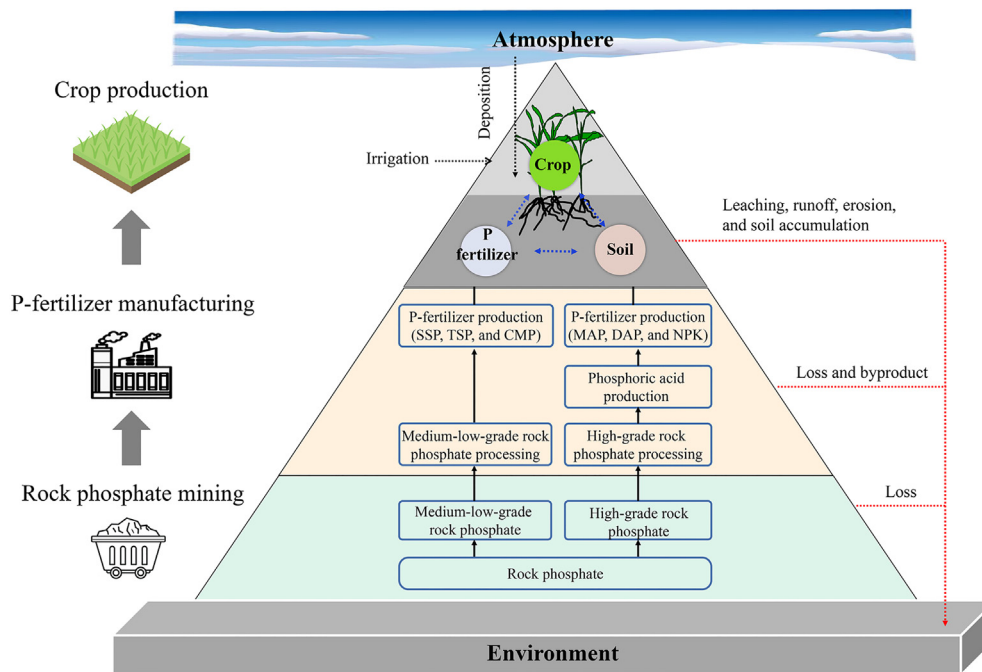 Atmosphere
Crop production
Deposition
Irrigation
Crop
Leaching, runoff, erosion,
and soil accumulation
P
fertilizer
Soil
P-fertilizer manufacturing
P-fertilizer production
(SSP, TSP, and CMP)
P-fertilizer production
(MAP, DAP, and NPK)
Phosphoric acid
production
Loss and byproduct
Medium-low-grade rock
phosphate processing
High-grade rock
phosphate processing
Rock phosphate mining
Loss
Medium-low-grade
rock phosphate
High-grade rock
phosphate
Rock phosphate
Environment